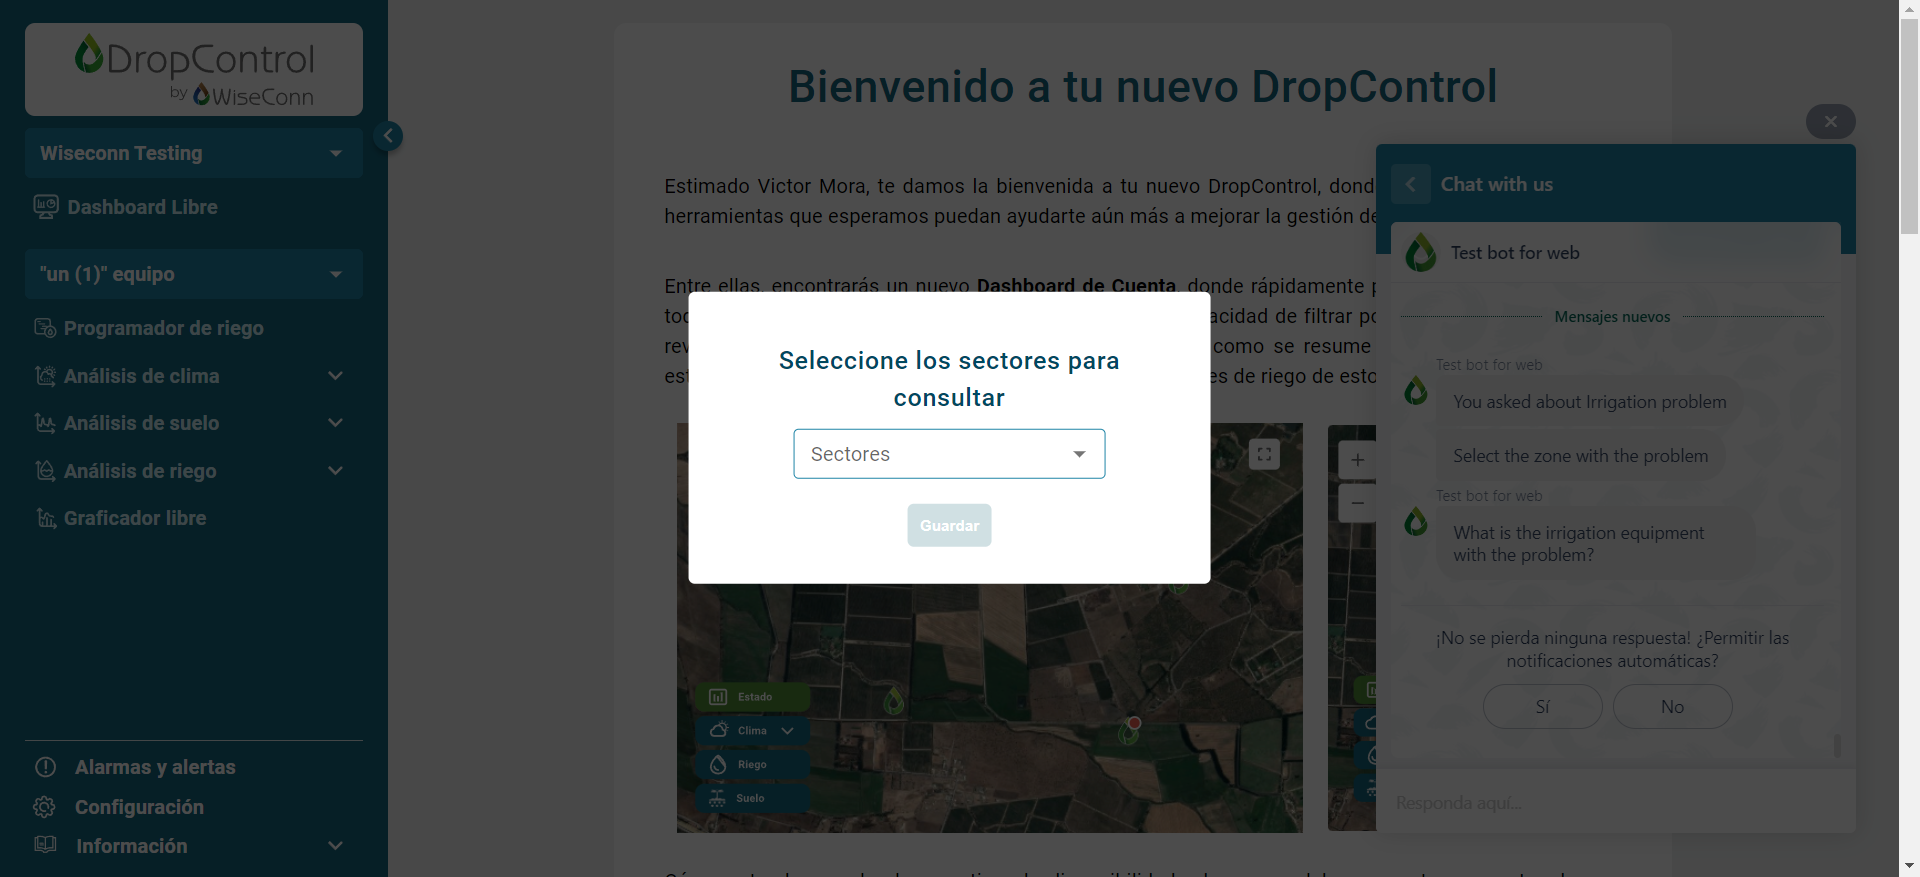 DropControl
by WiseConn
Wiseconn Testing
Dashboard Libre
"un (1)" equipo
Programador de riego
Análisis de clima
Análisis de suelo
Análisis de riego
Graficador libre
Alarmas y alertas
Configuración
Información
Bienvenido a tu nuevo DropControl
Estimado Victor Mora, te damos la bienvenida a tu nuevo DropControl, dond
herramientas que esperamos puedan ayudarte aún más a mejorar la gestión de
Entre ellas, encontrarás un nuevo Dashboard de Cuenta, donde rápidamente p
acidad de filtrar po
como se resume
es de riego de esto
Seleccione los sectores para
consultar
Sectores
Guardar
Estado
Clima
Riego
Suelo
Chat with us
Test bot for web
Mensajes nuevos
Test bot for web
You asked about Irrigation problem
Select the zone with the problem
Test bot for web
What is the irrigation equipment
with the problem?
¡No se pierda ninguna respuesta! ¿Permitir las
notificaciones automáticas?
Sí
No
Responda aquí...